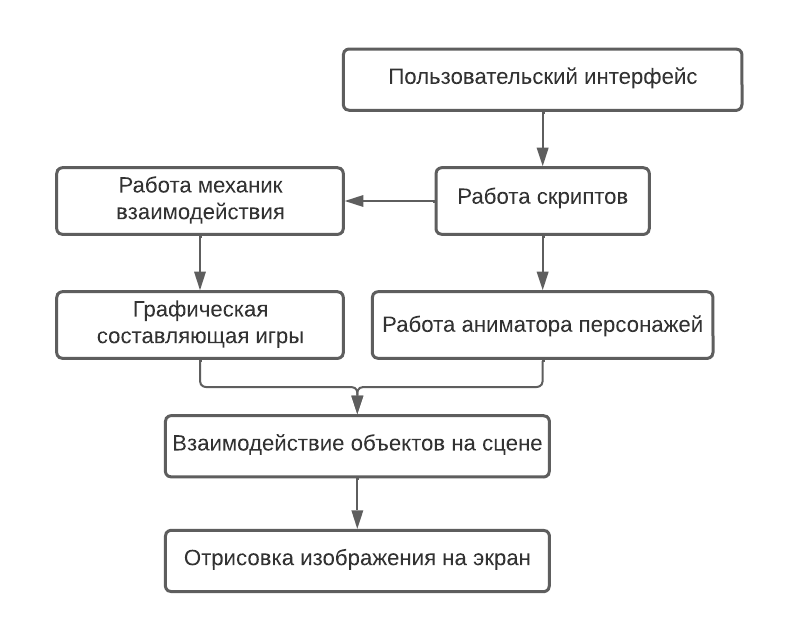 Пользовательский интерфейс
Работа механик
взаимодействия
Работа скриптов
Графическая
составляющая игры
Работа аниматора персонажей
Взаимодействие объектов на сцене
Отрисовка изображения на экран